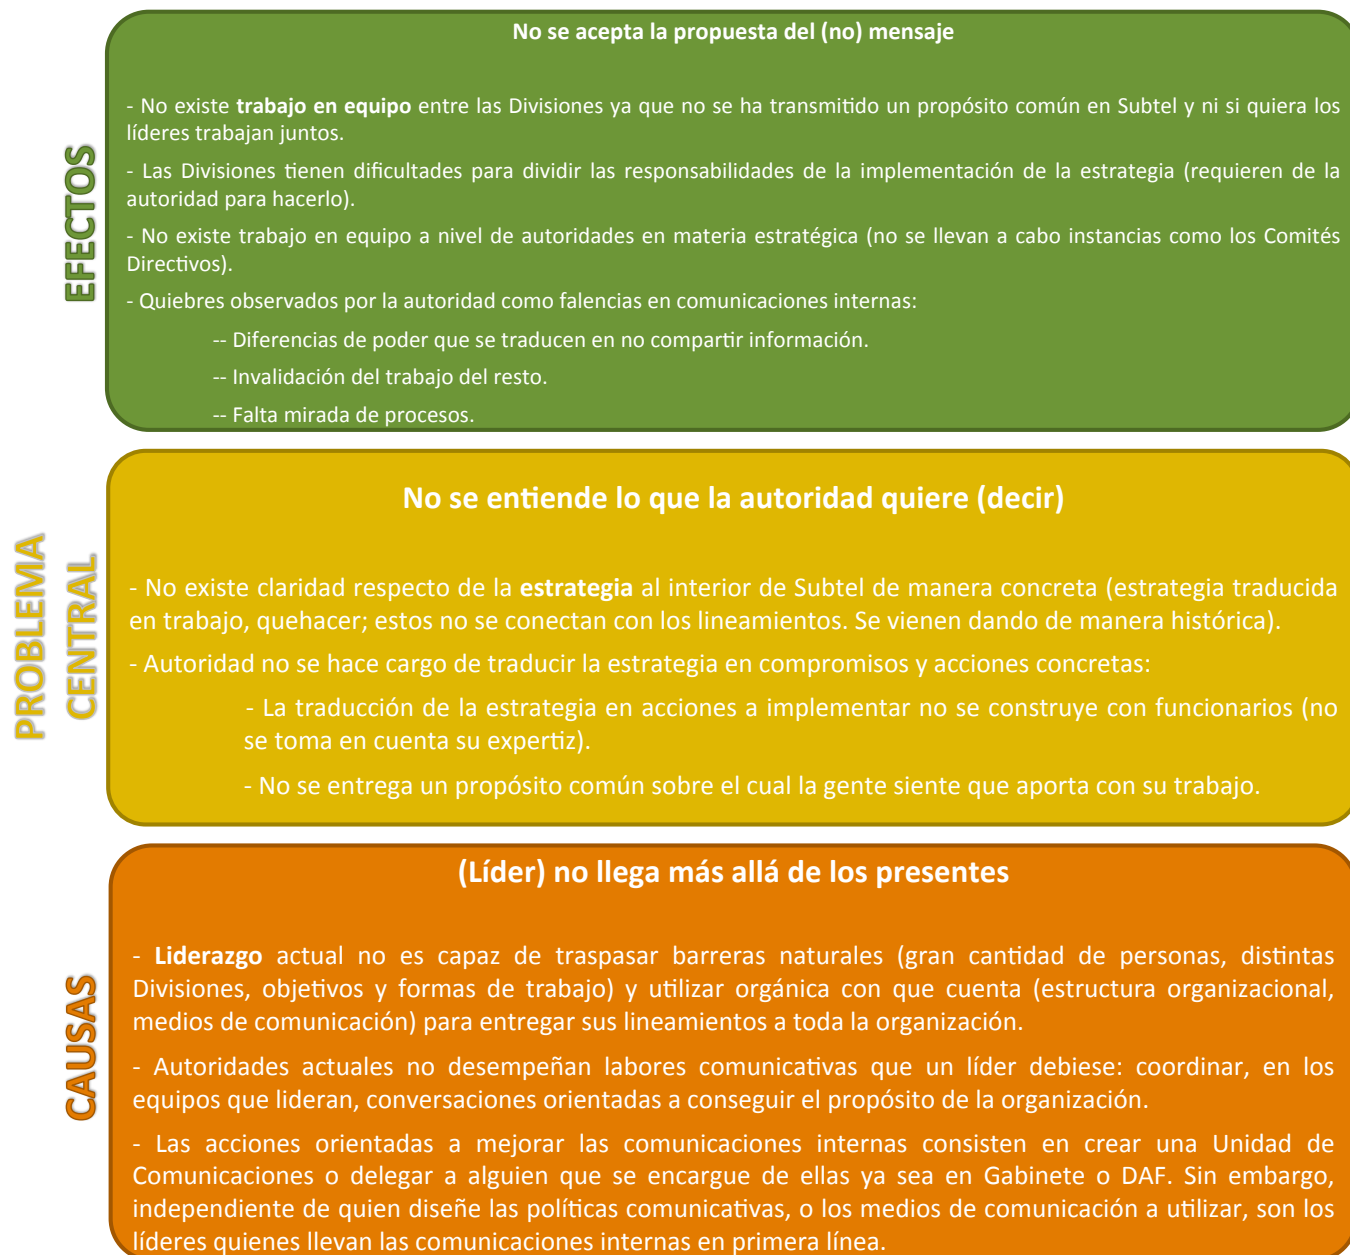 EFECTOS
No se acepta la propuesta del (no) mensaje
- No existe trabajo en equipo entre las Divisiones ya que no se ha transmitido un propósito común en Subtel y ni si quiera los
líderes trabajan juntos.
- Las Divisiones tienen dificultades para dividir las responsabilidades de la implementación de la estrategia (requieren de la
autoridad para hacerlo).
- No existe trabajo en equipo a nivel de autoridades en materia estratégica (no se llevan a cabo instancias como los Comités
Directivos).
- Quiebres observados por la autoridad como falencias en comunicaciones internas:
-- Diferencias de poder que se traducen en no compartir información.
-- Invalidación del trabajo del resto.
-- Falta mirada de procesos.
PROBLEMA
CENTRAL
No se entiende lo que la autoridad quiere (decir)
- No existe claridad respecto de la estrategia al interior de Subtel de manera concreta (estrategia traducida
en trabajo, quehacer; estos no se conectan con los lineamientos. Se vienen dando de manera histórica).
- Autoridad no se hace cargo de traducir la estrategia en compromisos y acciones concretas:
- La traducción de la estrategia en acciones a implementar no se construye con funcionarios (no
se toma en cuenta su expertiz).
- No se entrega un propósito común sobre el cual la gente siente que aporta con su trabajo.
CAUSAS
(Líder) no llega más allá de los presentes
- Liderazgo actual no es capaz de traspasar barreras naturales (gran cantidad de personas, distintas
Divisiones, objetivos y formas de trabajo) y utilizar orgánica con que cuenta (estructura organizacional,
medios de comunicación) para entregar sus lineamientos a toda la organización.
- Autoridades actuales no desempeñan labores comunicativas que un líder debiese: coordinar, en los
equipos que lideran, conversaciones orientadas a conseguir el propósito de la organización.
- Las acciones orientadas a mejorar las comunicaciones internas consisten en crear una Unidad de
Comunicaciones o delegar a alguien que se encargue de ellas ya sea en Gabinete o DAF. Sin embargo,
independiente de quien diseñe las políticas comunicativas, o los medios de comunicación a utilizar, son los
líderes quienes llevan las comunicaciones internas en primera línea.